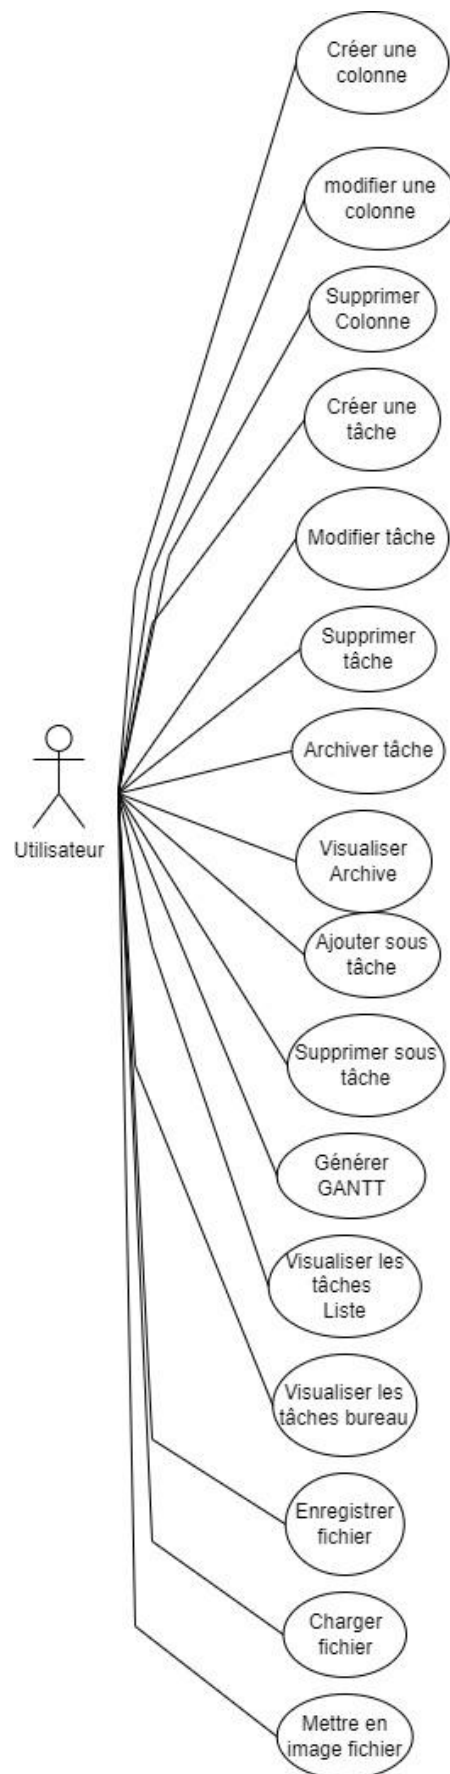 Créer une
colonne
modifier une
colonne
Supprimer
Colonne
Créer une
tâche
Modifier tâche
Supprimer
tâche
Archiver tâche
Utilisateur
Visualiser
Archive
Ajouter sous
tâche
Supprimer sous
tâche
Générer
GANTT
Visualiser les
tâches
Liste
Visualiser les
tâches bureau
Enregistrer
fichier
Charger
fichier
Mettre en
image fichier